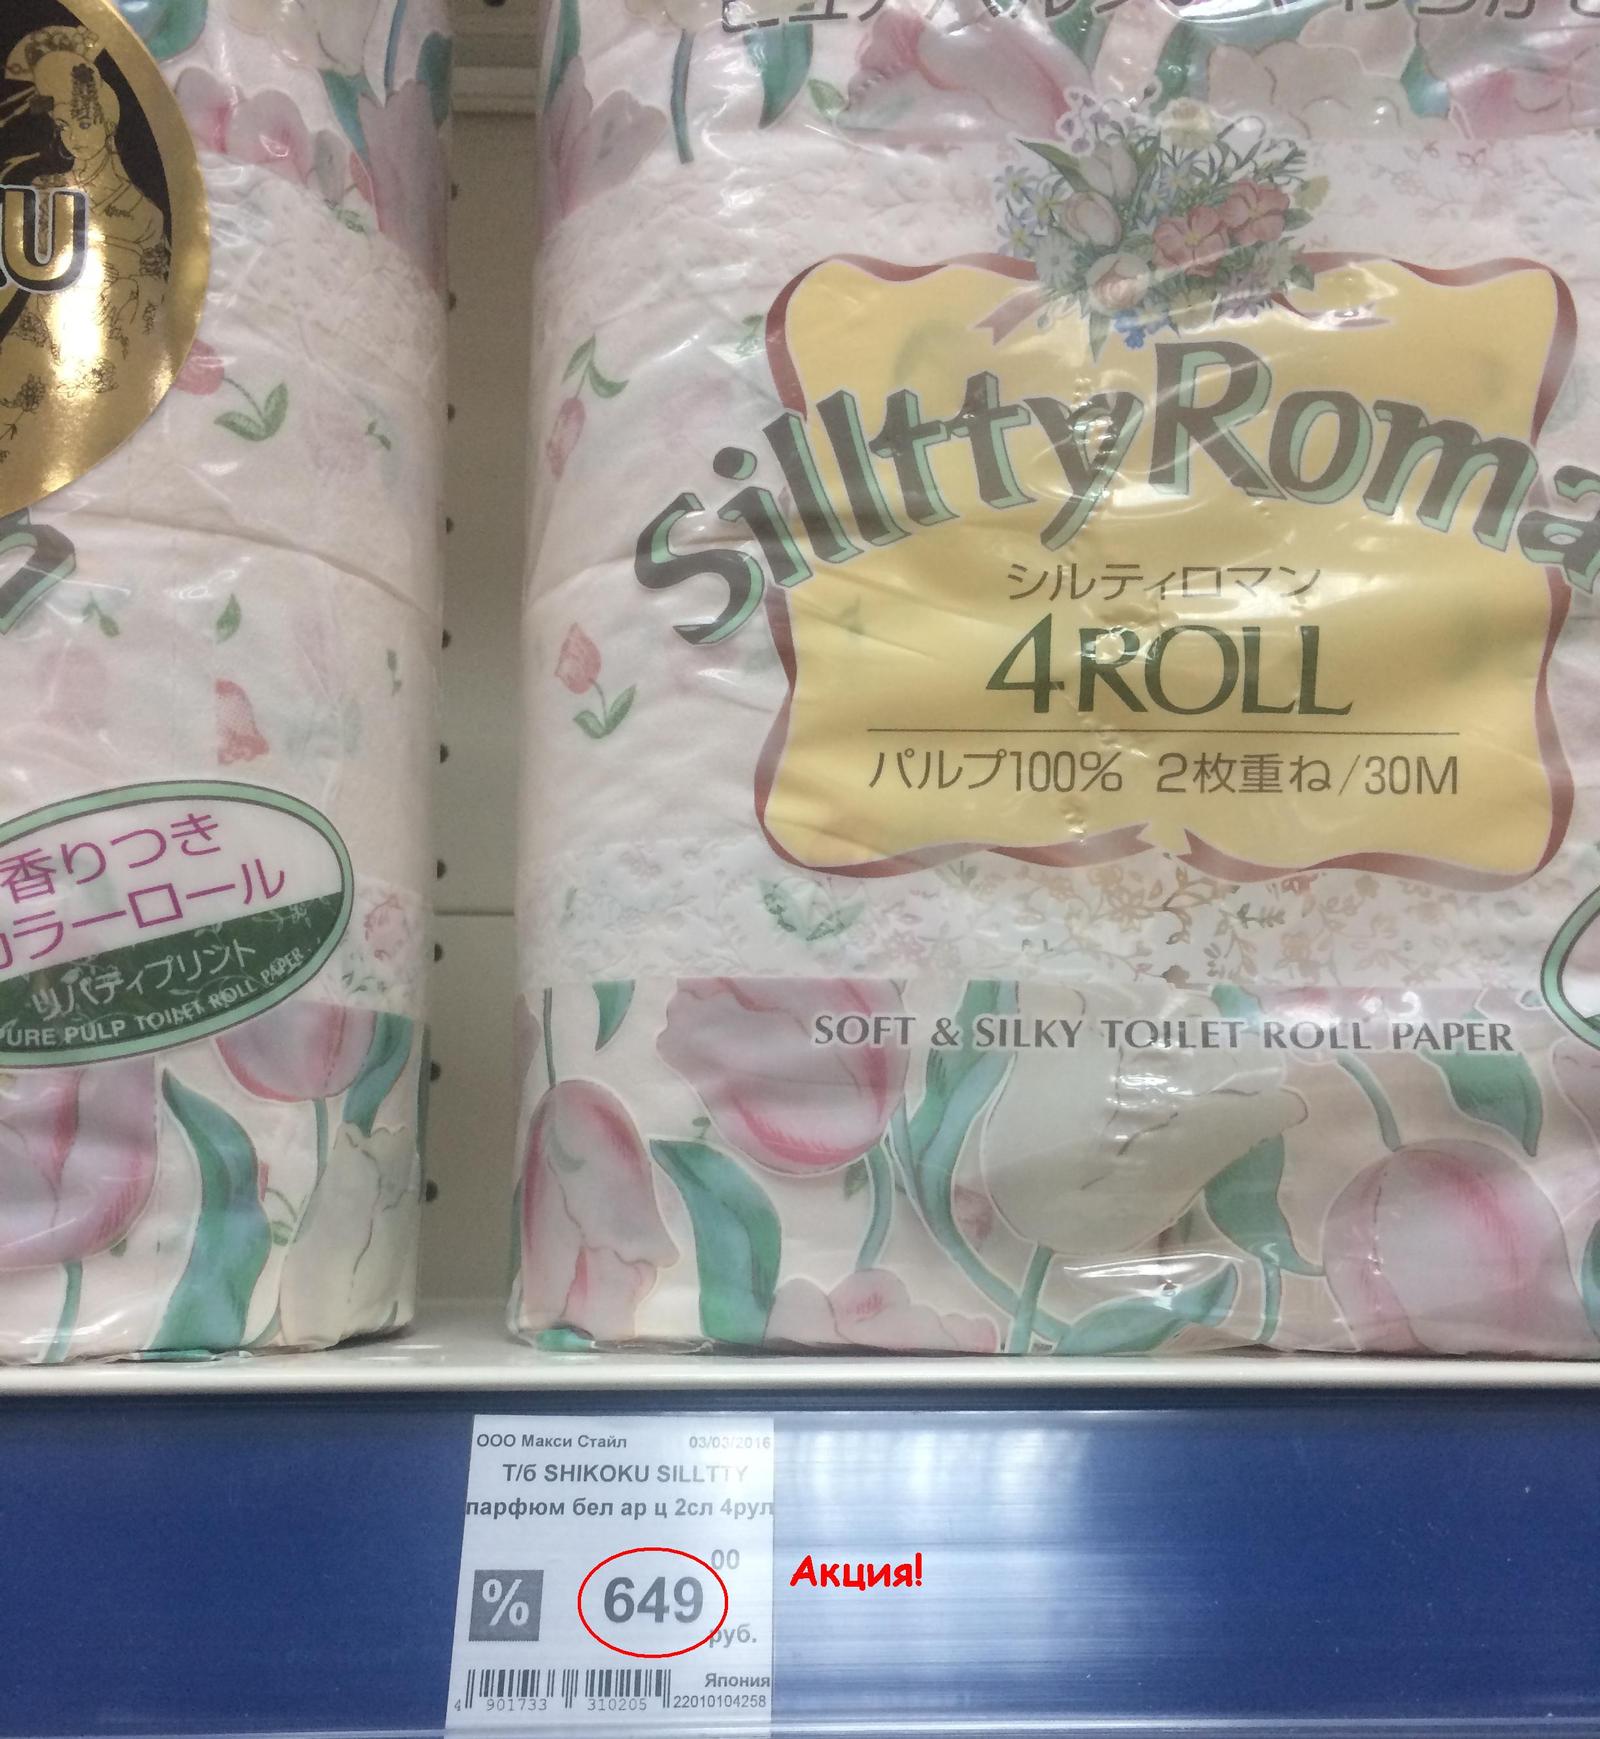 SillttyRoma
シルティロマン
4ROLL
パルプ100% 2枚重ね/30M
SOFT & SILKY TOILET ROLL PAPER
香りつき
カラーロール
リバティプリント
PURE PULP TOILET ROLL PAPER
ООО Макси Стайл 03/03/2016
Т/б SHIKOKU SILLTTY
парфюм бел ар ц 2сл 4рул
% 649 00
руб.
Акция!
Япония
4 901733 310205 22010104258